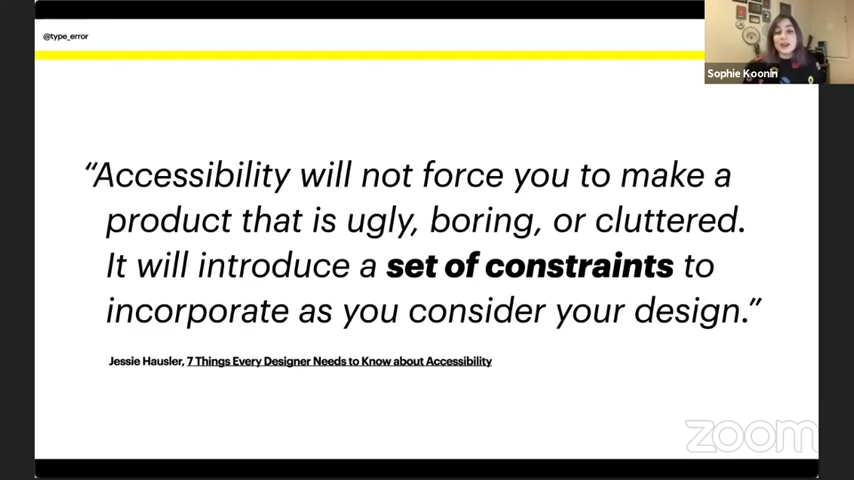 @type_error
Sophie Koonin
“Accessibility will not force you to make a
product that is ugly, boring, or cluttered.
It will introduce a set of constraints to
incorporate as you consider your design.”
Jessie Hausler, 7 Things Every Designer Needs to Know about Accessibility
zoom